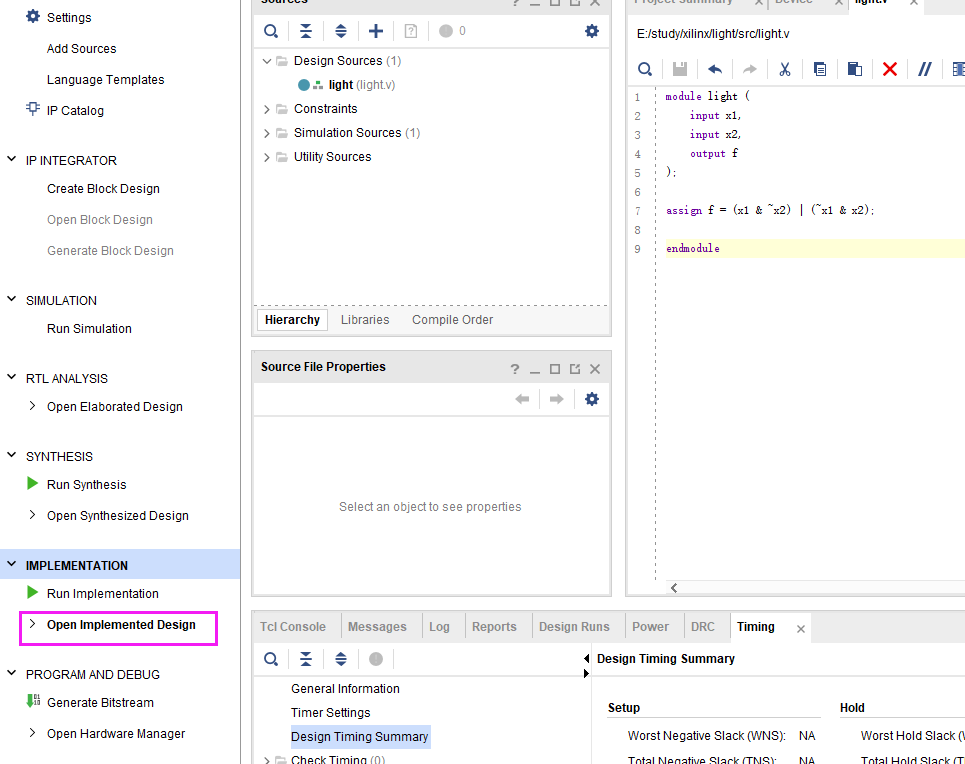 Settings
Add Sources
Language Templates
IP Catalog
IP INTEGRATOR
Create Block Design
Open Block Design
Generate Block Design
SIMULATION
Run Simulation
RTL ANALYSIS
Open Elaborated Design
SYNTHESIS
Run Synthesis
Open Synthesized Design
IMPLEMENTATION
Run Implementation
Open Implemented Design
PROGRAM AND DEBUG
Generate Bitstream
Open Hardware Manager
Sources
? 0
Design Sources (1)
light (light.v)
Constraints
Simulation Sources (1)
Utility Sources
Hierarchy Libraries Compile Order
Source File Properties
Select an object to see properties
Project Summary Device light.v
E:/study/xilinx/light/src/light.v
1 module light (
2 input x1,
3 input x2,
4 output f
5 );
6
7 assign f = (x1 & ~x2) | (~x1 & x2);
8
9 endmodule
Tcl Console Messages Log Reports Design Runs Power DRC Timing
General Information
Timer Settings
Design Timing Summary
Check Timing (0)
Design Timing Summary
Setup Hold
Worst Negative Slack (WNS): NA Worst Hold Slack (W
Total Negative Slack (TNS): NA Total Hold Slack (T